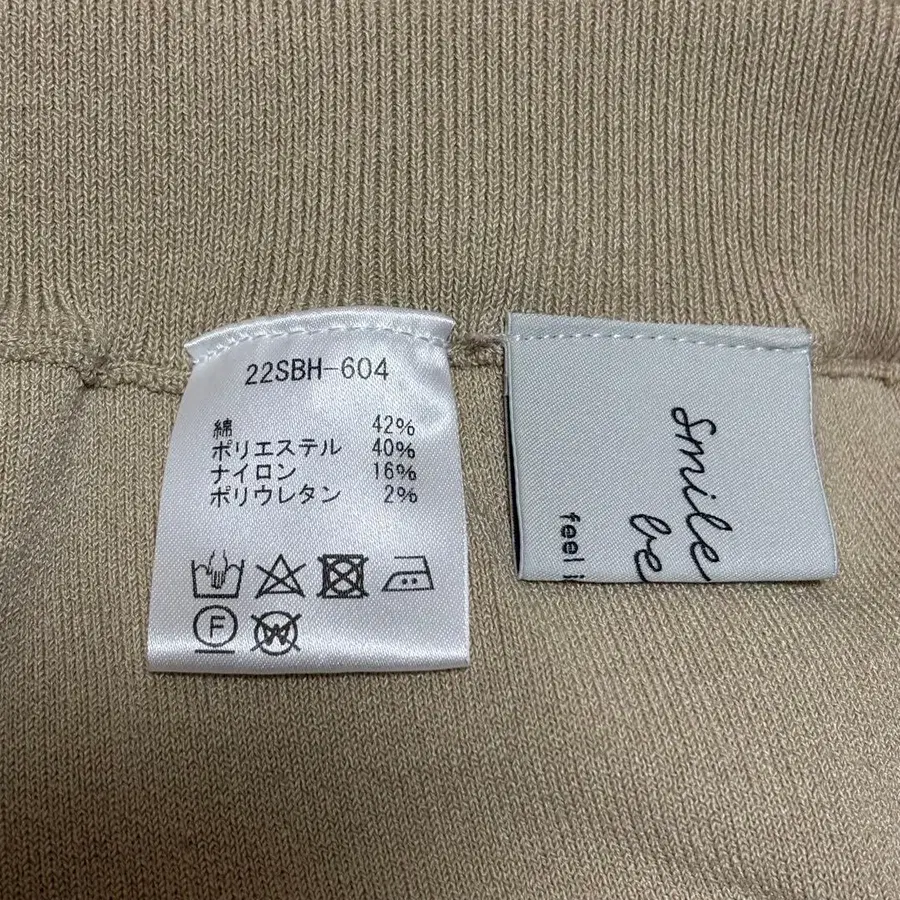 22SBH-604
綿 42%
ポリエステル 40%
ナイロン 16%
ポリウレタン 2%
F
W
smile
be
feel